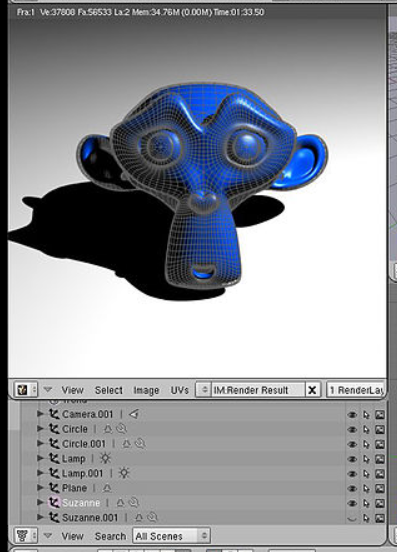 Fra:1 Ve:37808 Fa:56533 La:2 Mem:34.76M (0.00M) Time:01:33.50
View Select Image UVs IM:Render Result X 1 RenderLay
Camera.001
Circle
Circle.001
Lamp
Lamp.001
Plane
Suzanne
Suzanne.001
View Search All Scenes